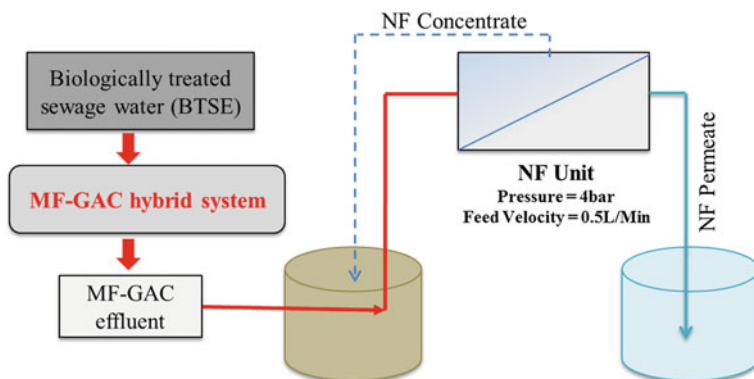 NF Concentrate
Biologically treated
sewage water (BTSE)
MF-GAC hybrid system
MF-GAC
effluent
NF Unit
Pressure = 4bar
Feed Velocity = 0.5L/Min
NF Permeate